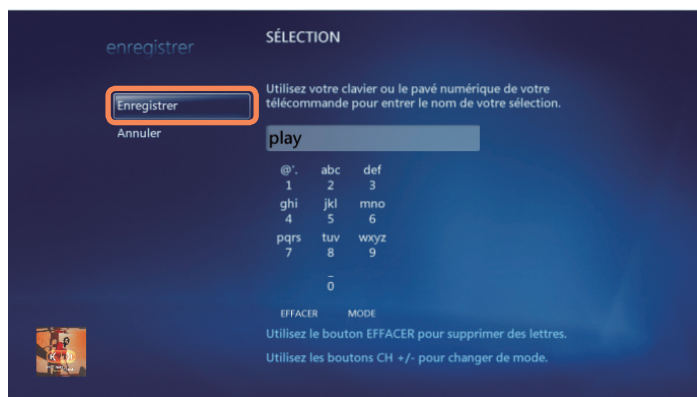 enregistrer
SÉLECTION
Enregistrer
Annuler
Utilisez votre clavier ou le pavé numérique de votre
télécommande pour entrer le nom de votre sélection.
play
@'. abc def
1 2 3
ghi jkl mno
4 5 6
pqrs tuv wxyz
7 8 9
_
0
EFFACER MODE
Utilisez le bouton EFFACER pour supprimer des lettres.
Utilisez les boutons CH +/- pour changer de mode.